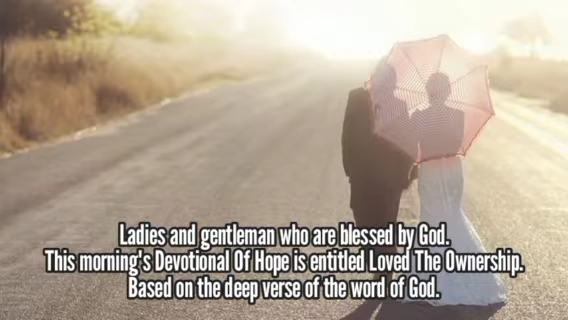 Ladies and gentleman who are blessed by God.
This morning's Devotional Of Hope is entitled Loved The Ownership.
Based on the deep verse of the word of God.